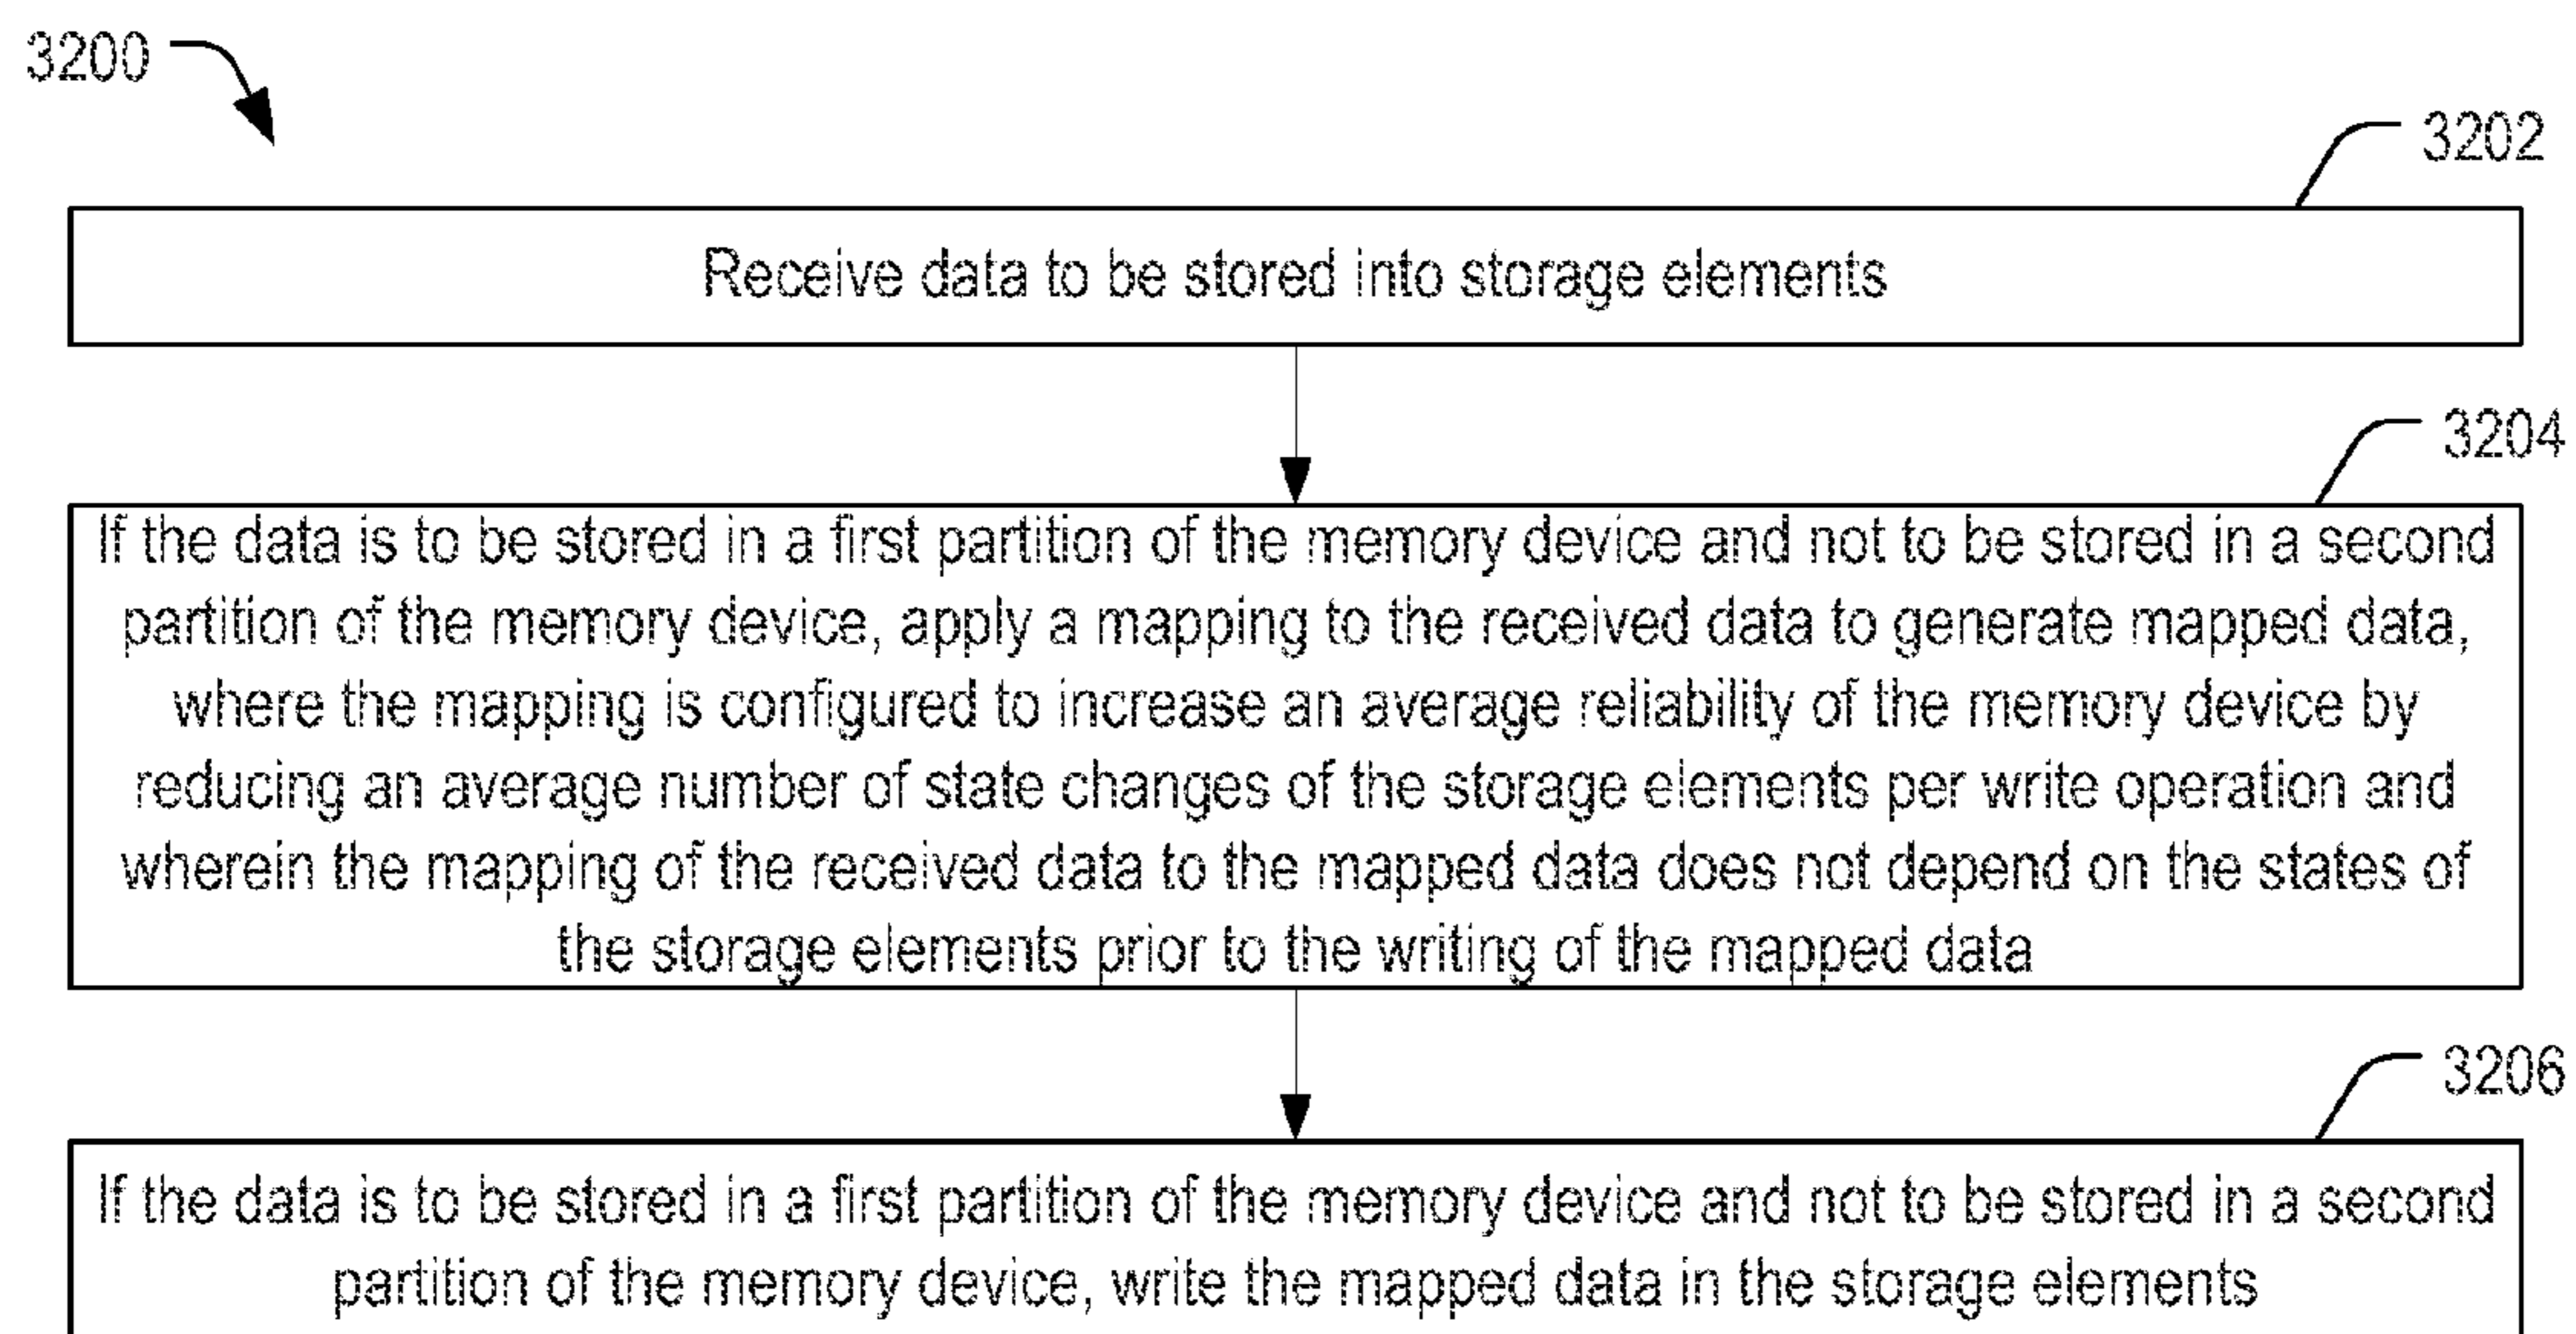 3200
3202
Receive data to be stored into storage elements
3204
If the data is to be stored in a first partition of the memory device and not to be stored in a second
partition of the memory device, apply a mapping to the received data to generate mapped data,
where the mapping is configured to increase an average reliability of the memory device by
reducing an average number of state changes of the storage elements per write operation and
wherein the mapping of the received data to the mapped data does not depend on the states of
the storage elements prior to the writing of the mapped data
3206
If the data is to be stored in a first partition of the memory device and not to be stored in a second
partition of the memory device, write the mapped data in the storage elements